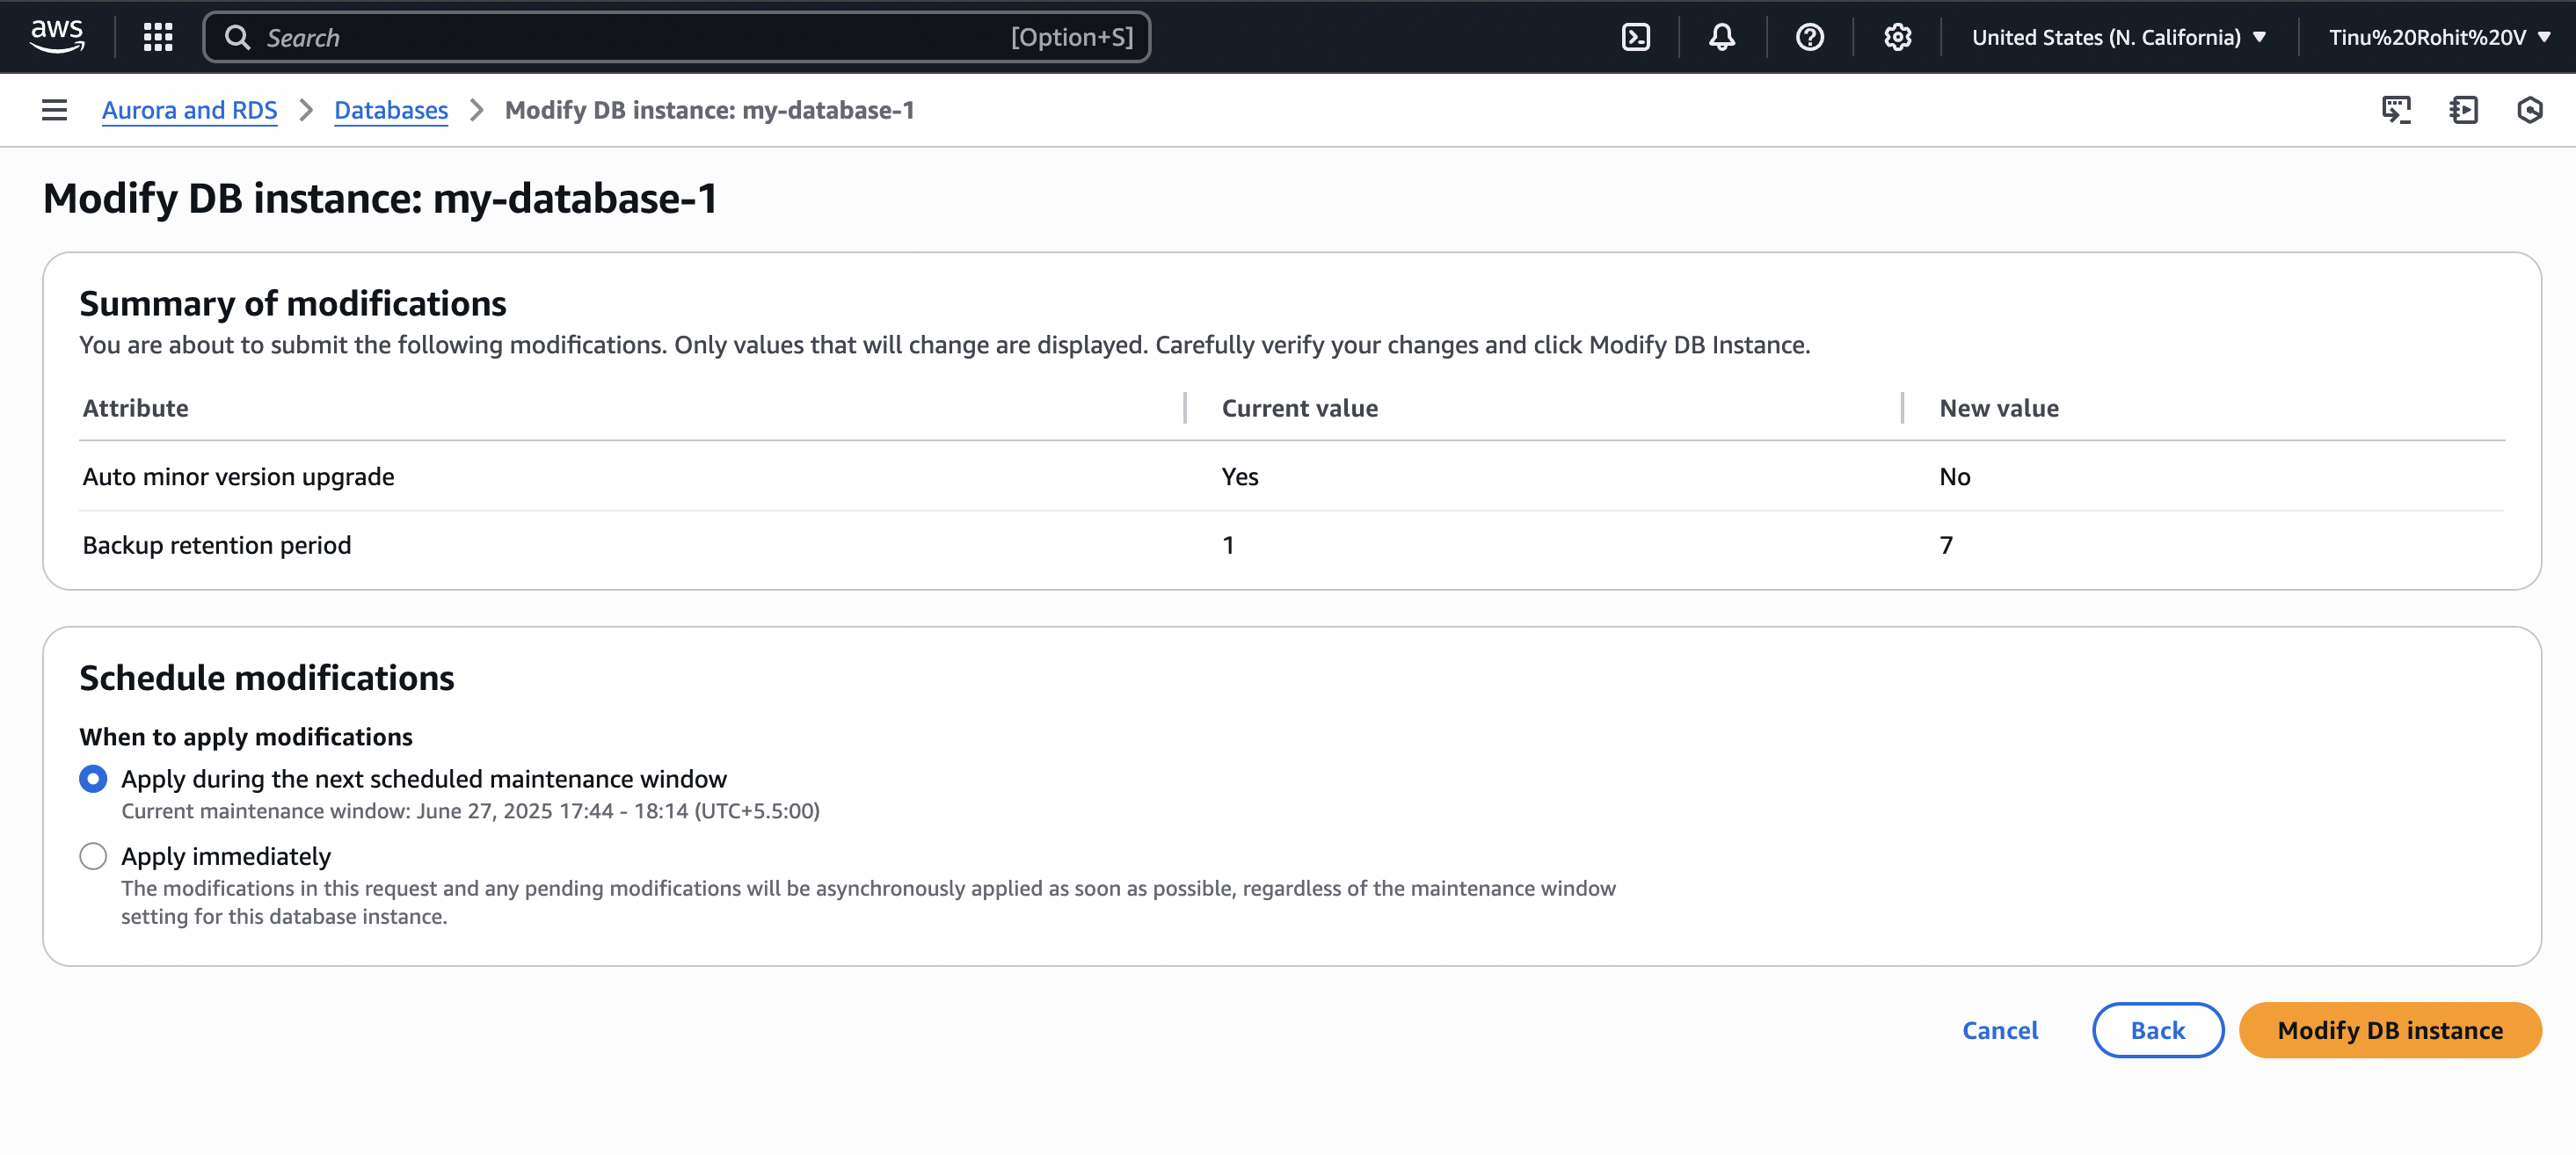 aws
Search
[Option+S]
United States (N. California)
Tinu%20Rohit%20V
Aurora and RDS
Databases
Modify DB instance: my-database-1
Modify DB instance: my-database-1
Summary of modifications
You are about to submit the following modifications. Only values that will change are displayed. Carefully verify your changes and click Modify DB Instance.
Attribute Current value New value
Auto minor version upgrade Yes No
Backup retention period 1 7
Schedule modifications
When to apply modifications
Apply during the next scheduled maintenance window
Current maintenance window: June 27, 2025 17:44 - 18:14 (UTC+5.5:00)
Apply immediately
The modifications in this request and any pending modifications will be asynchronously applied as soon as possible, regardless of the maintenance window
setting for this database instance.
Cancel
Back
Modify DB instance